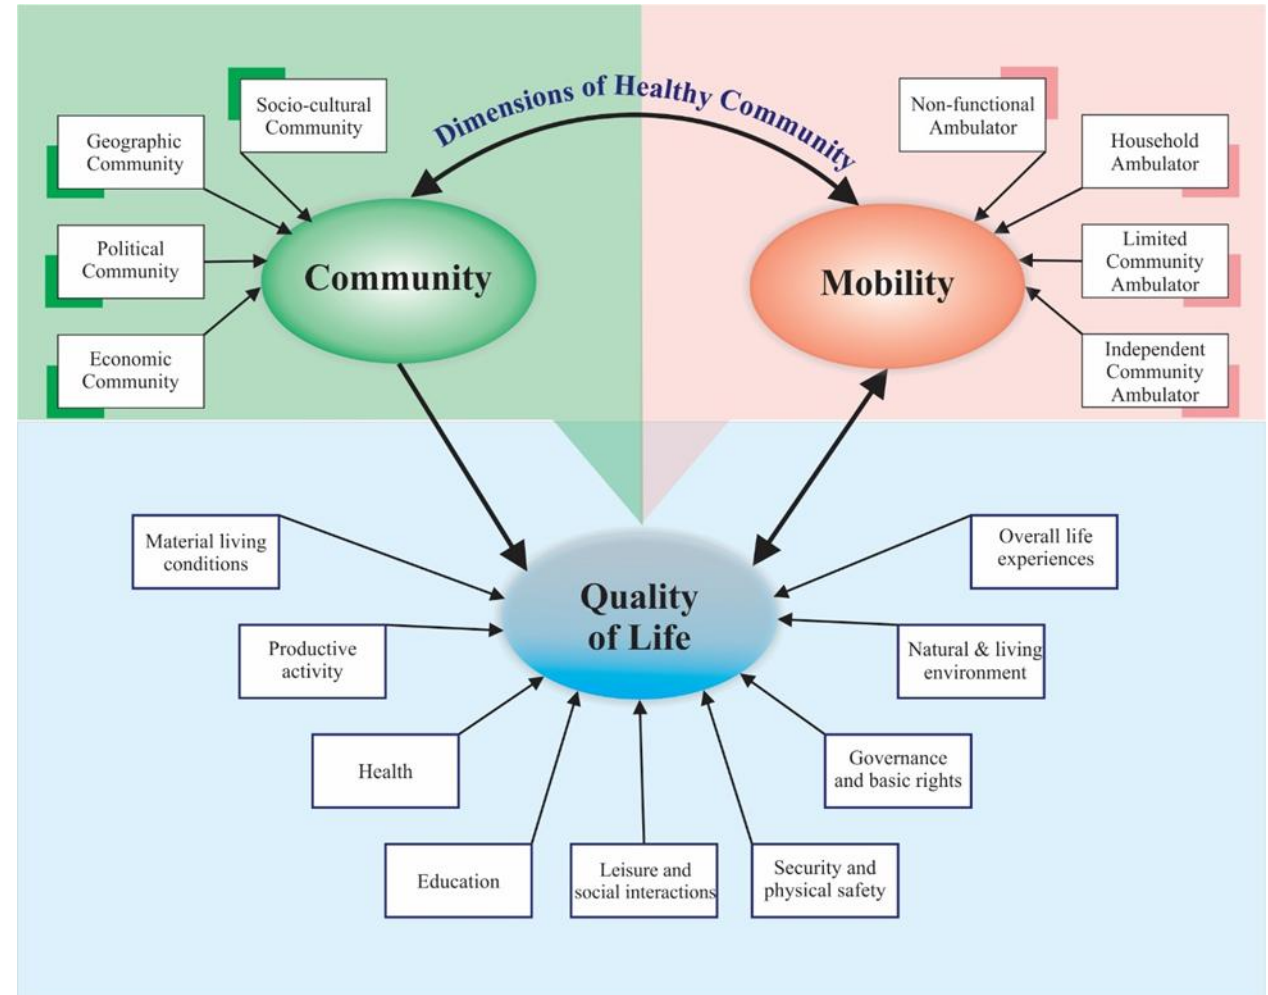 Dimensions of Healthy Community
Socio-cultural
Community
Geographic
Community
Political
Community
Economic
Community
Community
Non-functional
Ambulator
Household
Ambulator
Limited
Community
Ambulator
Independent
Community
Ambulator
Mobility
Quality
of Life
Material living
conditions
Productive
activity
Health
Education
Leisure and
social interactions
Security and
physical safety
Governance
and basic rights
Natural & living
environment
Overall life
experiences